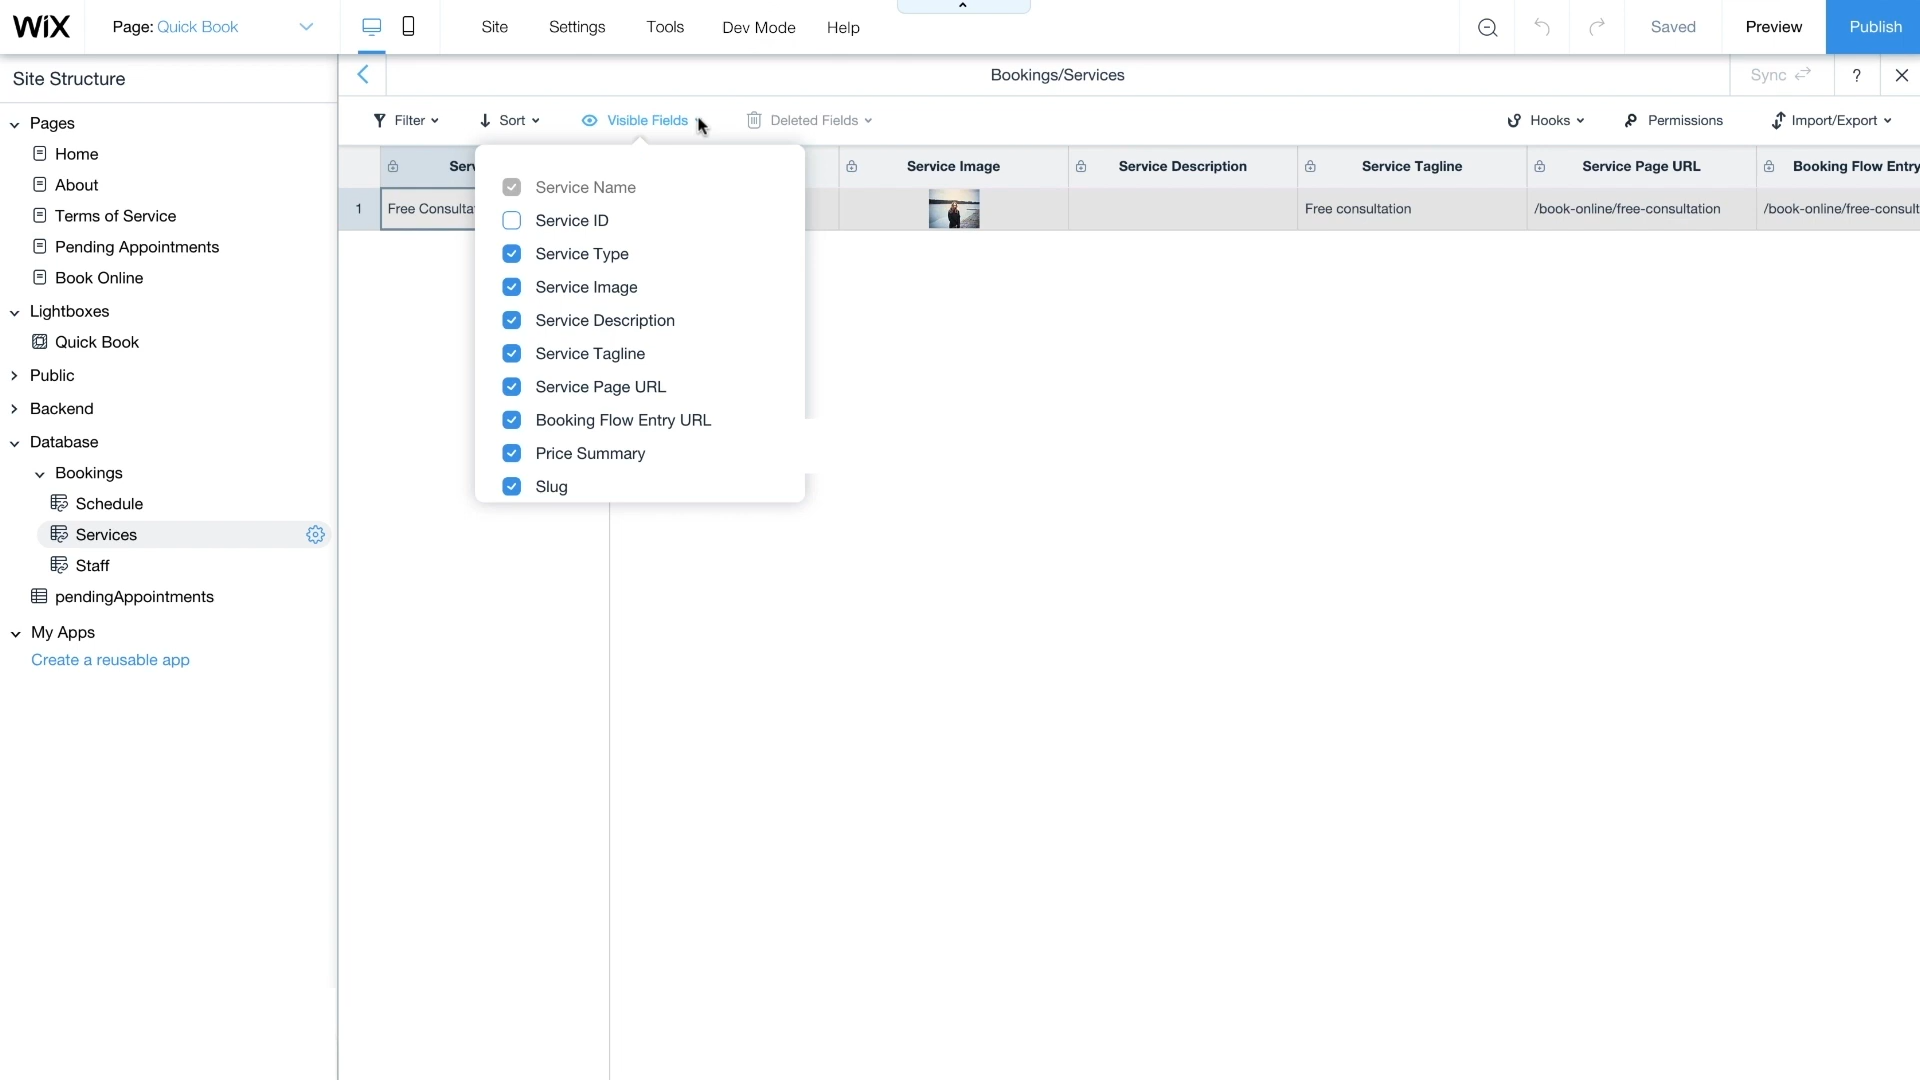 WiX
Page: Quick Book
Site
Settings
Tools
Dev Mode
Help
Saved
Preview
Publish
Site Structure
Bookings/Services
Sync
?
Pages
Home
About
Terms of Service
Pending Appointments
Book Online
Lightboxes
Quick Book
Public
Backend
Database
Bookings
Schedule
Services
Staff
pendingAppointments
My Apps
Create a reusable app
Filter
Sort
Visible Fields
Deleted Fields
Hooks
Permissions
Import/Export
Service Image
Service Description
Service Tagline
Service Page URL
Booking Flow Entry
1
Free consultation
/book-online/free-consultation
Service Name
Service ID
Service Type
Service Image
Service Description
Service Tagline
Service Page URL
Booking Flow Entry URL
Price Summary
Slug